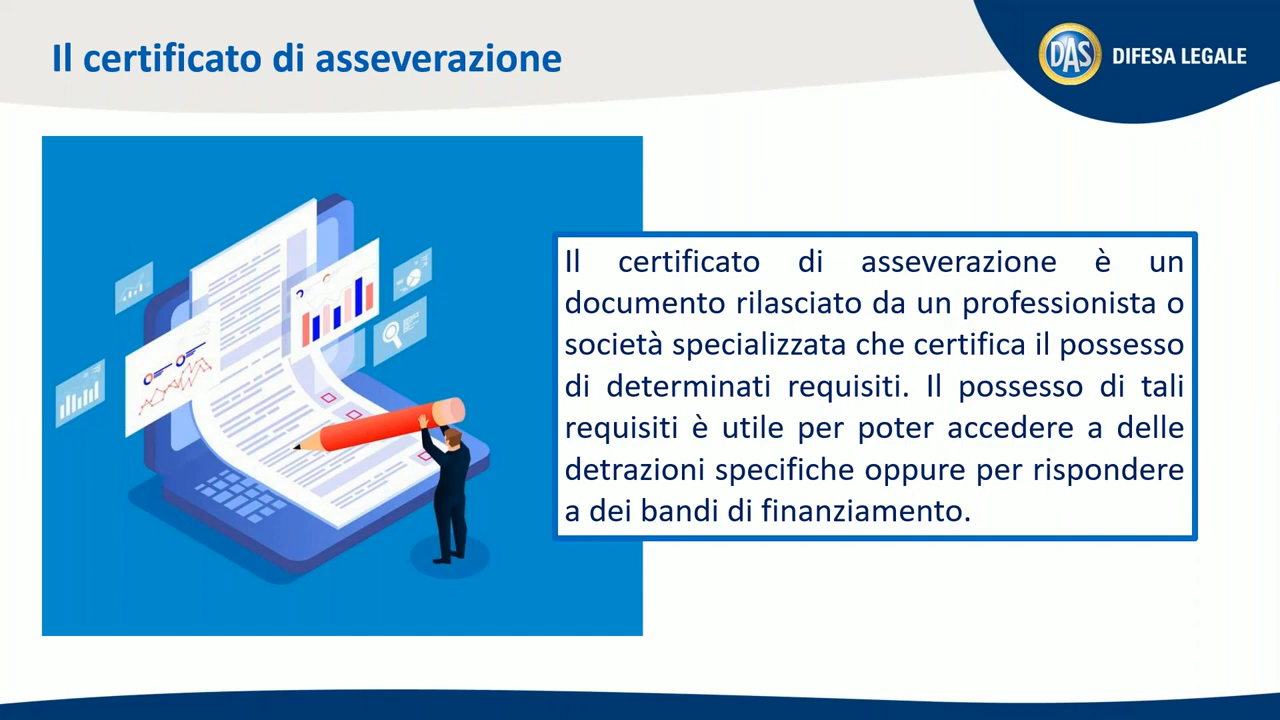 Il certificato di asseverazione
DAS DIFESA LEGALE
Il certificato di asseverazione è un
documento rilasciato da un professionista o
società specializzata che certifica il possesso
di determinati requisiti. Il possesso di tali
requisiti è utile per poter accedere a delle
detrazioni specifiche oppure per rispondere
a dei bandi di finanziamento.